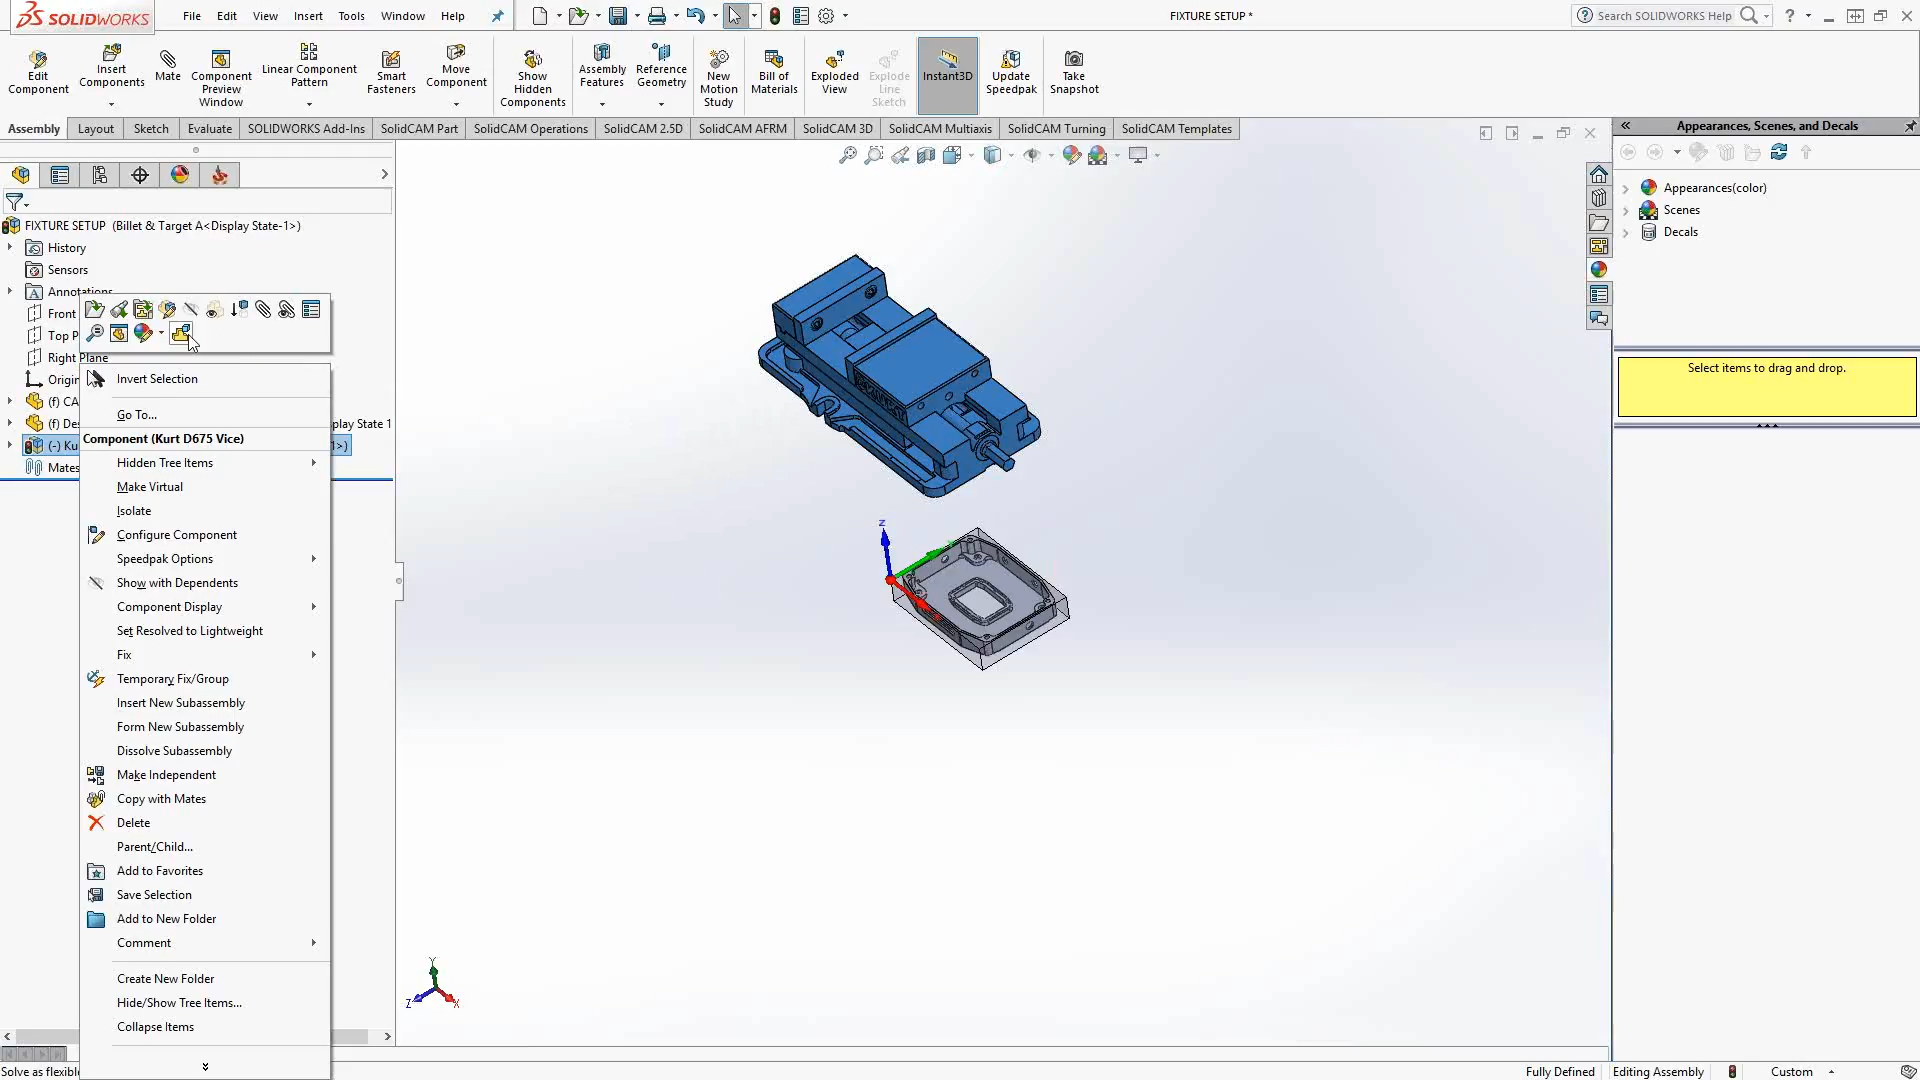 SOLIDWORKS
File Edit View Insert Tools Window Help
FIXTURE SETUP *
Search SOLIDWORKS Help
Edit Component
Insert Components
Mate
Component Preview Window
Linear Component Pattern
Smart Fasteners
Move Component
Show Hidden Components
Assembly Features
Reference Geometry
New Motion Study
Bill of Materials
Exploded View
Explode Line Sketch
Instant3D
Update Speedpak
Take Snapshot
Assembly Layout Sketch Evaluate SOLIDWORKS Add-Ins SolidCAM Part SolidCAM Operations SolidCAM 2.5D SolidCAM AFRM SolidCAM 3D SolidCAM Multiaxis SolidCAM Turning SolidCAM Templates
Appearances, Scenes, and Decals
Appearances(color)
Scenes
Decals
Select items to drag and drop.
FIXTURE SETUP (Billet & Target A<Display State-1>)
History
Sensors
Annotations
Front
Top P
Right Plane
Origin
(f) CA
(f) Des
play State 1
(-) Ku
1>)
Mates
Invert Selection
Go To...
Component (Kurt D675 Vice)
Hidden Tree Items
Make Virtual
Isolate
Configure Component
Speedpak Options
Show with Dependents
Component Display
Set Resolved to Lightweight
Fix
Temporary Fix/Group
Insert New Subassembly
Form New Subassembly
Dissolve Subassembly
Make Independent
Copy with Mates
Delete
Parent/Child...
Add to Favorites
Save Selection
Add to New Folder
Comment
Create New Folder
Hide/Show Tree Items...
Collapse Items
Z
Y
Z
X
Solve as flexible
Fully Defined
Editing Assembly
Custom